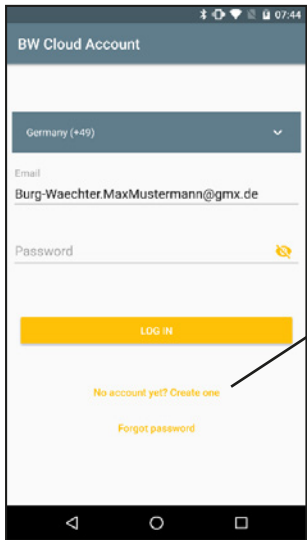 07:44
BW Cloud Account
Germany (+49)
Email
Burg-Waechter.MaxMustermann@gmx.de
Password
LOG IN
No account yet? Create one
Forgot password